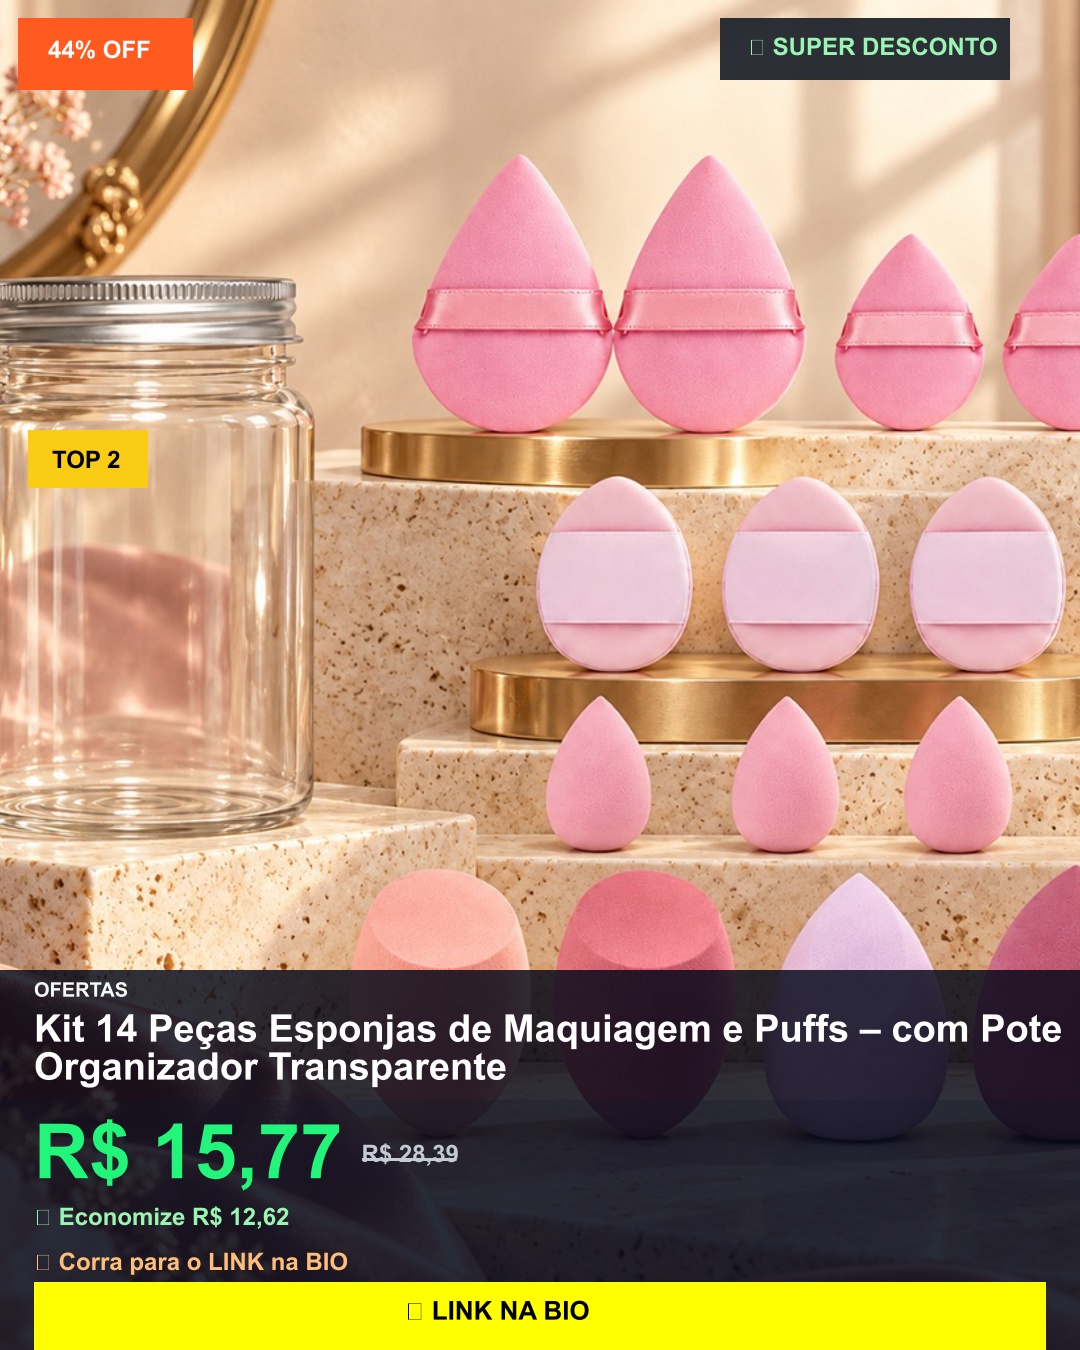 44% OFF
SUPER DESCONTO
TOP 2
OFERTAS
Kit 14 Peças Esponjas de Maquiagem e Puffs – com Pote
Organizador Transparente
R$ 15,77 R$ 28,39
Economize R$ 12,62
Corra para o LINK na BIO
LINK NA BIO